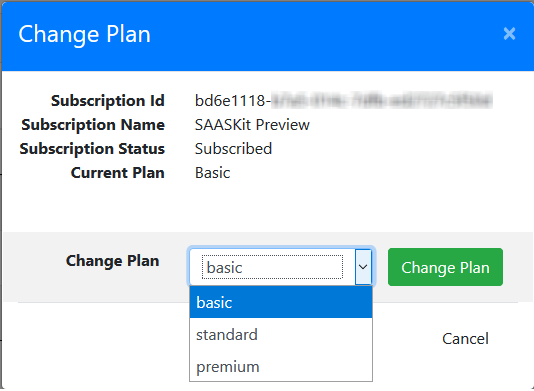 Change Plan ×
Subscription Id bd6e1118-
Subscription Name SAASKit Preview
Subscription Status Subscribed
Current Plan Basic
Change Plan basic Change Plan
basic
standard
premium
Cancel